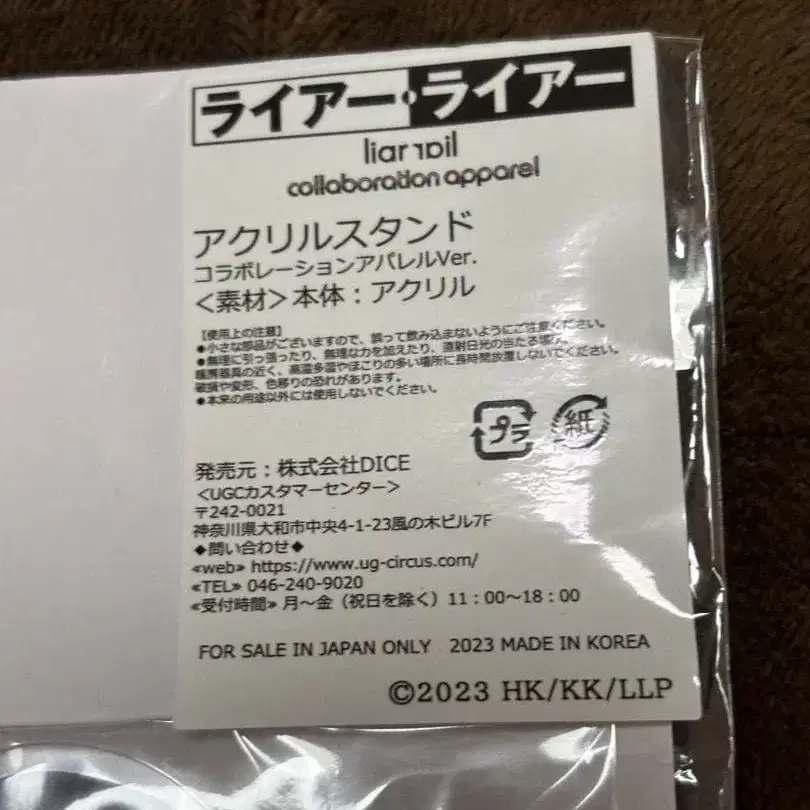 ライアー・ライアー
liar liar
collaboration apparel
アクリルスタンド
コラボレーションアパレルVer.
＜素材＞本体：アクリル
【使用上の注意】
●小さな部品がございますので、誤って飲み込まないようにご注意ください。
●無理に引っ張ったり、無理な力を加えたり、直射日光の当たる場所、
暖房器具の近く、高温多湿やほこりの多い場所に長時間放置しないでください。
破損や変形、色移りの恐れがあります。
●本来の用途以外には使用しないでください。
プラ
紙
発売元：株式会社DICE
＜UGCカスタマーセンター＞
〒242-0021
神奈川県大和市中央4-1-23風の木ビル7F
◆問い合わせ◆
≪web≫ https://www.ug-circus.com/
≪TEL≫ 046-240-9020
≪受付時間≫ 月～金（祝日を除く）11：00～18：00
FOR SALE IN JAPAN ONLY 2023 MADE IN KOREA
©2023 HK/KK/LLP